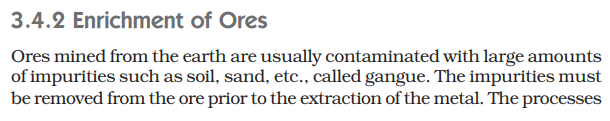 3.4.2 Enrichment of Ores
Ores mined from the earth are usually contaminated with large amounts
of impurities such as soil, sand, etc., called gangue. The impurities must
be removed from the ore prior to the extraction of the metal. The processes